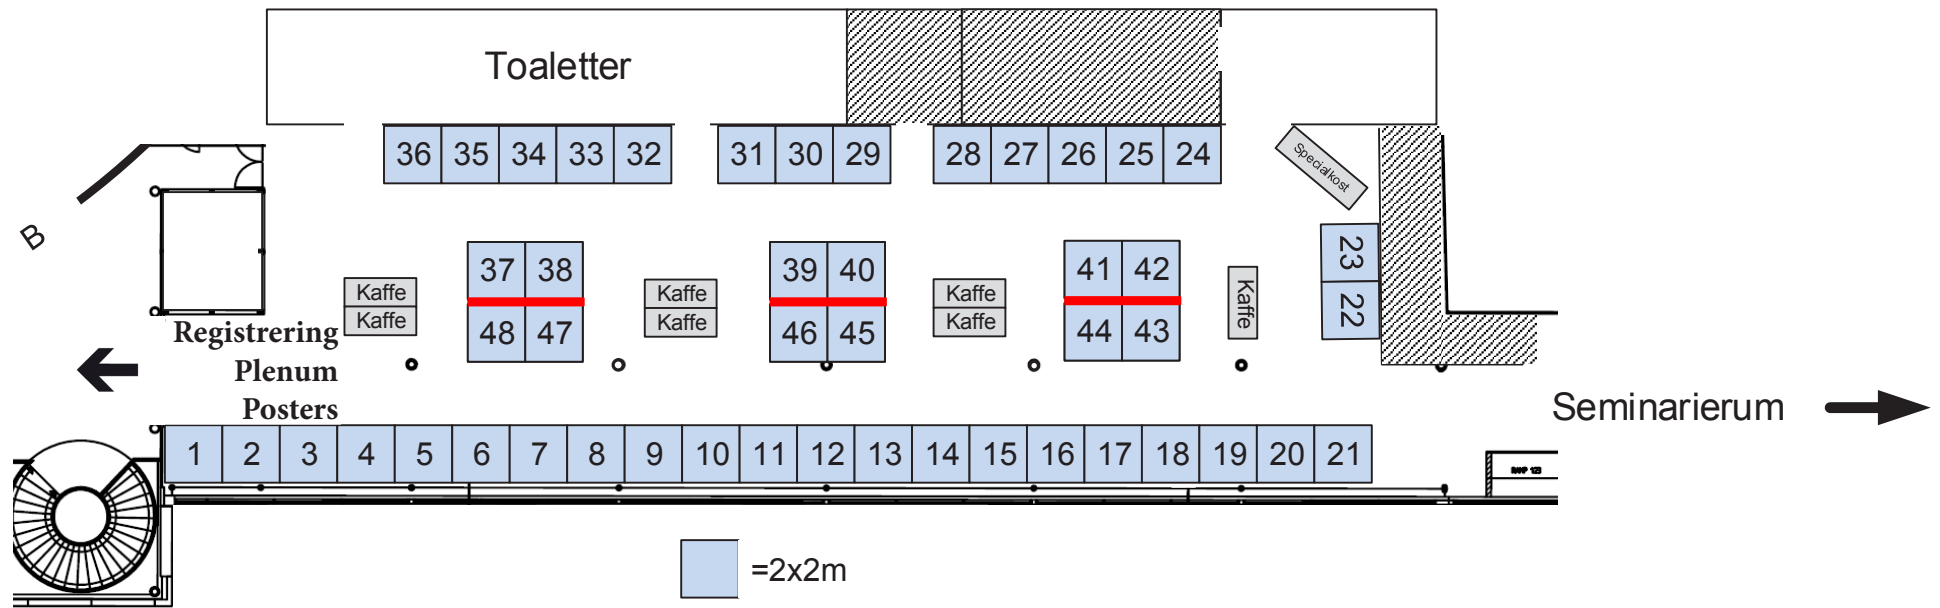 Toaletter
36 35 34 33 32 31 30 29 28 27 26 25 24
Specialkost
B
23
22
37 38
39 40
41 42
Kaffe
Kaffe
Kaffe
Kaffe
Kaffe
Kaffe
Kaffe
48 47
46 45
44 43
Registrering
Plenum
Posters
Seminarierum
1 2 3 4 5 6 7 8 9 10 11 12 13 14 15 16 17 18 19 20 21
RAMP 123
=2x2m